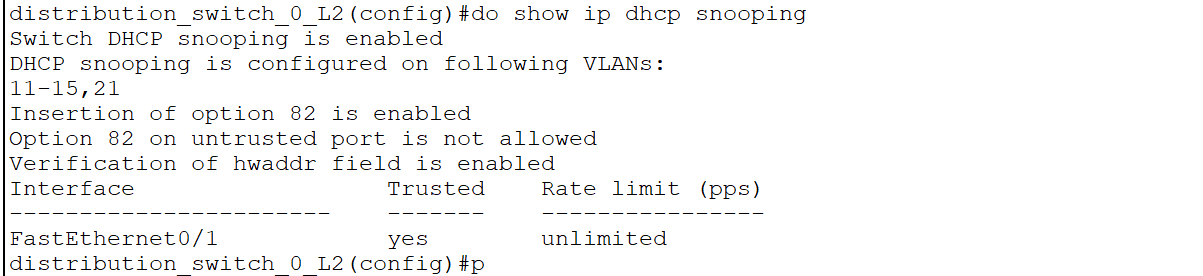 distribution_switch_0_L2(config)#do show ip dhcp snooping
Switch DHCP snooping is enabled
DHCP snooping is configured on following VLANs:
11-15,21
Insertion of option 82 is enabled
Option 82 on untrusted port is not allowed
Verification of hwaddr field is enabled
Interface                  Trusted    Rate limit (pps)
-----------------------    -------    ----------------
FastEthernet0/1            yes        unlimited
distribution_switch_0_L2(config)#p